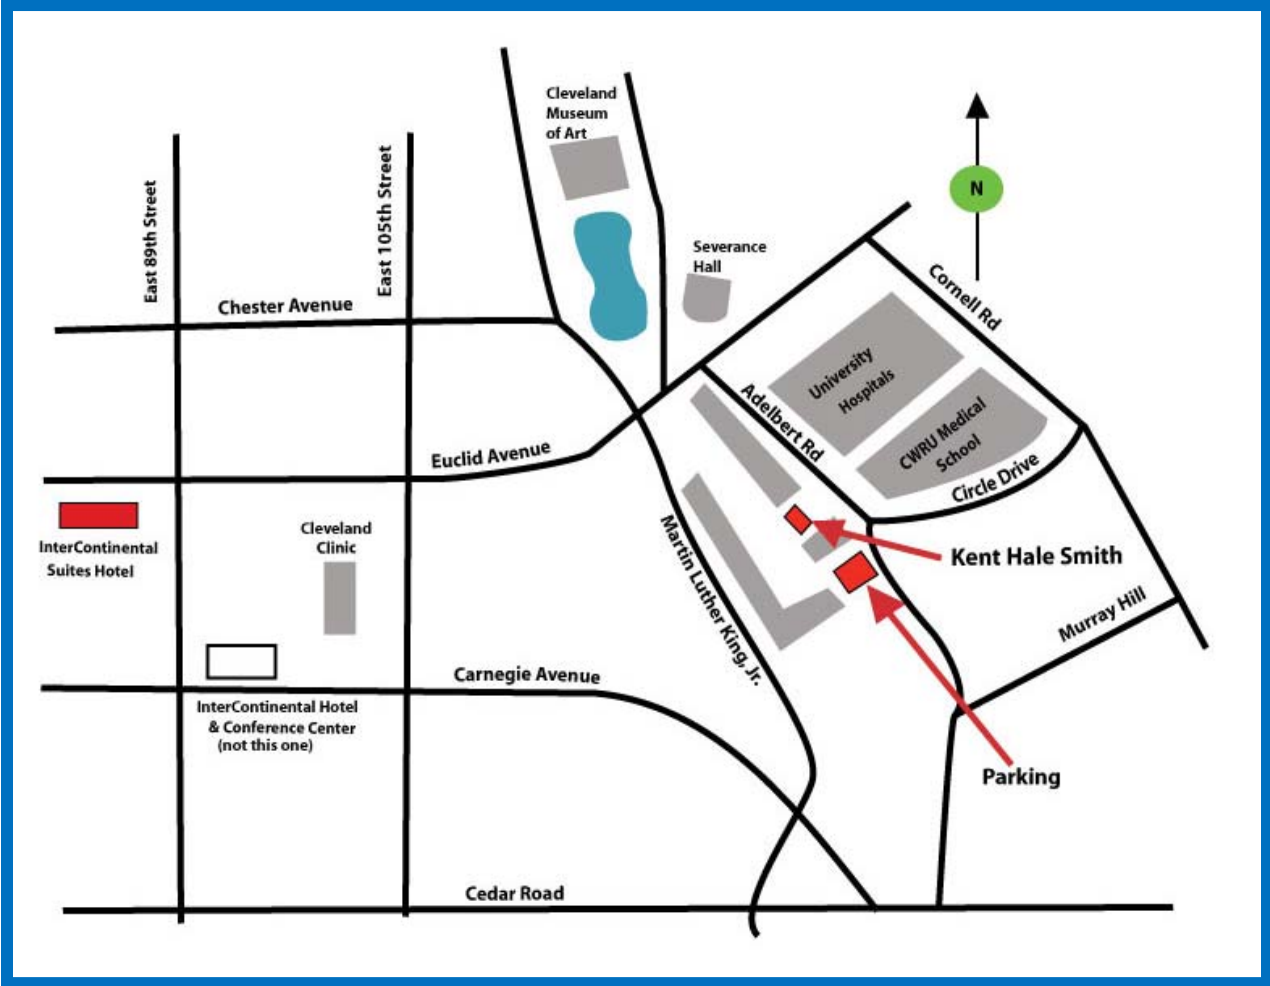 Cleveland
Museum
of Art
N
East 89th Street
East 105th Street
Severance
Hall
Cornell Rd
Chester Avenue
University
Hospitals
Adelbert Rd
CWRU Medical
School
Euclid Avenue
Circle Drive
InterContinental
Suites Hotel
Cleveland
Clinic
Martin Luther King, Jr.
Kent Hale Smith
Murray Hill
Carnegie Avenue
InterContinental Hotel
& Conference Center
(not this one)
Parking
Cedar Road